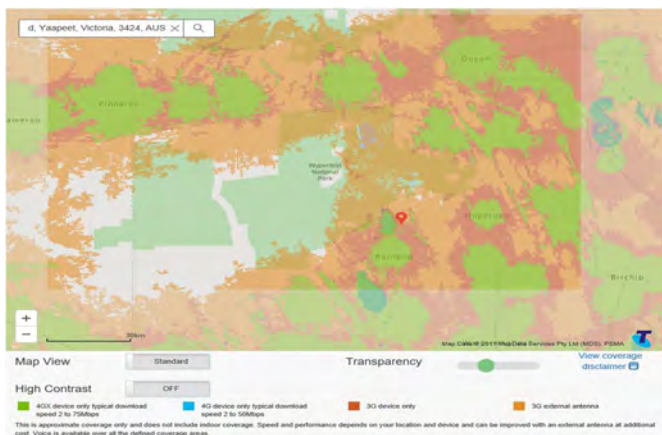 d, Yaapeet, Victoria, 3424, AUS
Pinnaroo
Ouyen
Wyperfeld
National
Park
Hopetoun
Rainbow
Birchip
+
−
30km
Map Data © 2017 MapData Services Pty Ltd (MDS), PSMA
Map View
Standard
Transparency
View coverage
disclaimer
High Contrast
OFF
4GX device only typical download
speed 2 to 75Mbps
4G device only typical download
speed 2 to 50Mbps
3G device only
3G external antenna
This is approximate coverage only and does not include indoor coverage. Speed and performance depends on your location and device and can be improved with an external antenna at additional
cost. Voice is available over all the defined coverage areas.